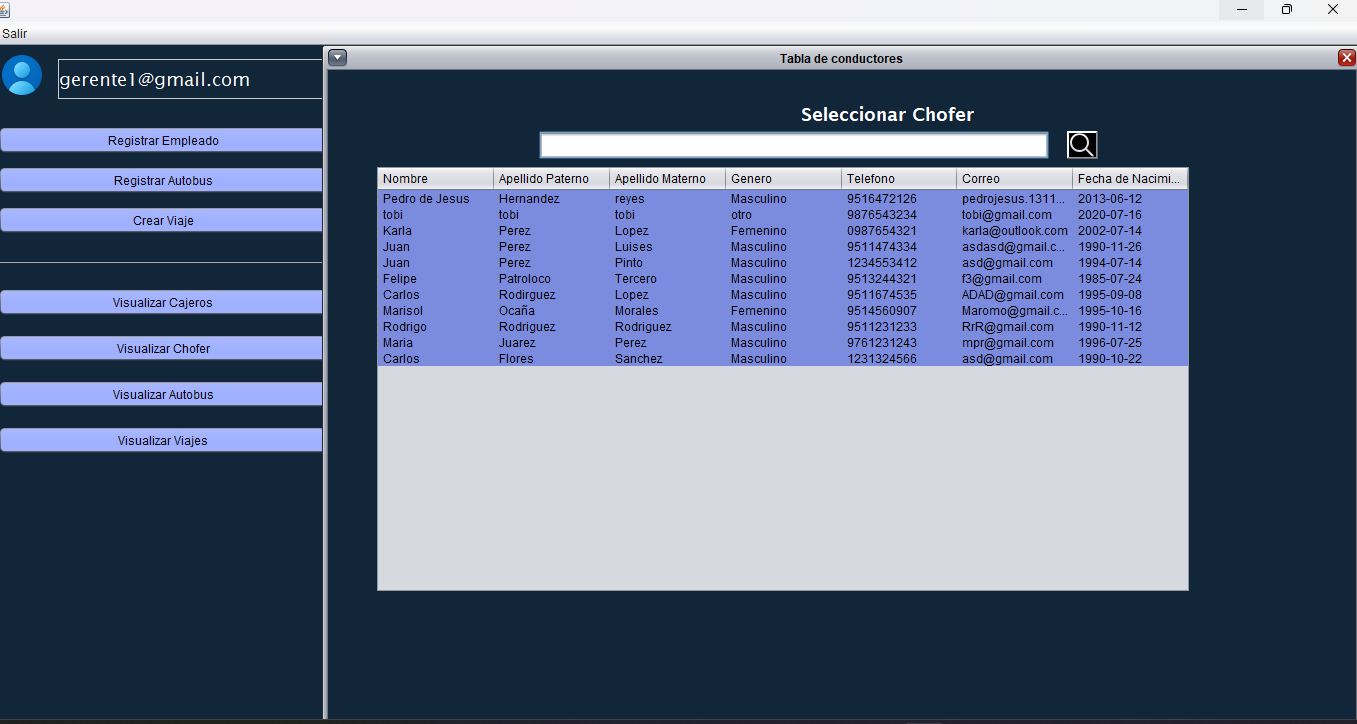 Salir
gerente1@gmail.com
Registrar Empleado
Registrar Autobus
Crear Viaje
Visualizar Cajeros
Visualizar Chofer
Visualizar Autobus
Visualizar Viajes
Tabla de conductores
Seleccionar Chofer
Nombre Apellido Paterno Apellido Materno Genero Telefono Correo Fecha de Nacimi...
Pedro de Jesus Hernandez reyes Masculino 9516472126 pedrojesus.1311... 2013-06-12
tobi tobi tobi otro 9876543234 tobi@gmail.com 2020-07-16
Karla Perez Lopez Femenino 0987654321 karla@outlook.com 2002-07-14
Juan Perez Luises Masculino 9511474334 asdasd@gmail.c... 1990-11-26
Juan Perez Pinto Masculino 1234553412 asd@gmail.com 1994-07-14
Felipe Patroloco Tercero Masculino 9513244321 f3@gmail.com 1985-07-24
Carlos Rodirguez Lopez Masculino 9511674535 ADAD@gmail.com 1995-09-08
Marisol Ocaña Morales Femenino 9514560907 Maromo@gmail.c... 1995-10-16
Rodrigo Rodriguez Rodriguez Masculino 9511231233 RrR@gmail.com 1990-11-12
Maria Juarez Perez Masculino 9761231243 mpr@gmail.com 1996-07-25
Carlos Flores Sanchez Masculino 1231324566 asd@gmail.com 1990-10-22